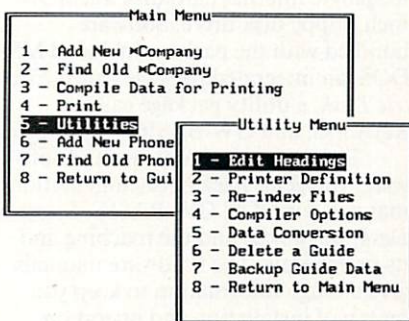 Main Menu
1 - Add New *Company
2 - Find Old *Company
3 - Compile Data for Printing
4 - Print
5 - Utilities
6 - Add New Phone
7 - Find Old Phon
8 - Return to Gui
Utility Menu
1 - Edit Headings
2 - Printer Definition
3 - Re-Index Files
4 - Compiler Options
5 - Data Conversion
6 - Delete a Guide
7 - Backup Guide Data
8 - Return to Main Menu